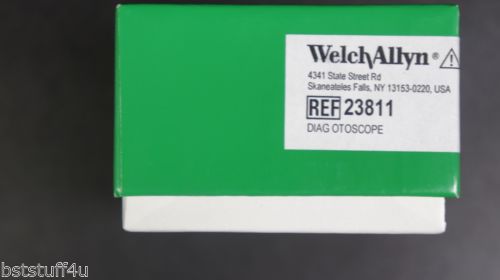 WelchAllyn®
4341 State Street Rd
Skaneateles Falls, NY 13153-0220, USA
REF 23811
DIAG OTOSCOPE
bststuff4u